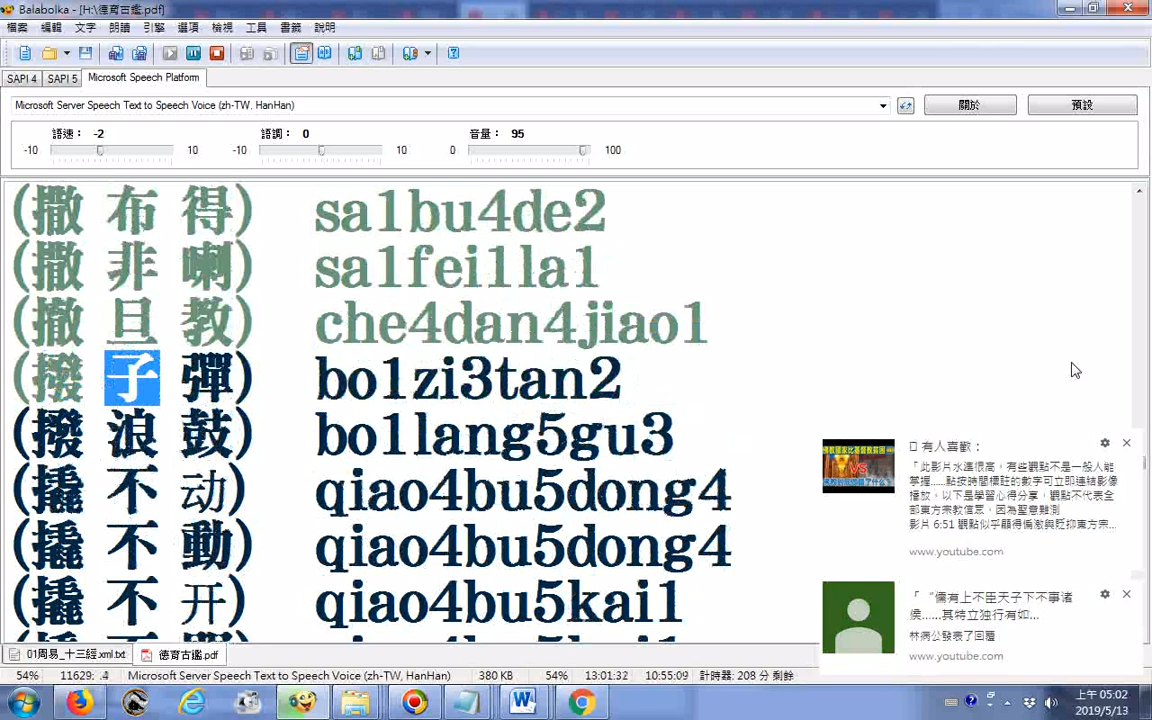 Balabolka - [H:\德育古鑑.pdf]
檔案 編輯 文字 朗讀 引擎 選項 檢視 工具 書籤 說明
SAPI 4 SAPI 5 Microsoft Speech Platform
Microsoft Server Speech Text to Speech Voice (zh-TW, HanHan)
關於 預設
語速： -2 語調： 0 音量： 95
-10 10 -10 10 0 100
(撒布得) sa1bu4de2
(撒非喇) sa1fei1la1
(撤旦教) che4dan4jiao1
(撥子彈) bo1zi3tan2
(撥浪鼓) bo1lang5gu3
(撬不动) qiao4bu5dong4
(撬不動) qiao4bu5dong4
(撬不开) qiao4bu5kai1
有人喜歡：
「此影片水準很高，有些觀點不是一般人能
掌握……點按時間標註的數字可立即連結影像
播放，以下是學習心得分享，觀點不代表全
部東方宗教信眾，因為聖意難測
影片 6:51 觀點似乎顯得偏激與貶抑東方宗...
www.youtube.com
「“儒有上不臣天子下不事诸
侯……其特立独行有如...
林炳公發表了回覆
www.youtube.com
01周易_十三經.xml.txt 德育古鑑.pdf
54% 11629: .4 Microsoft Server Speech Text to Speech Voice (zh-TW, HanHan) 380 KB 54% 13:01:32 10:55:09 計時器: 208 分 剩餘
上午 05:02
2019/5/13